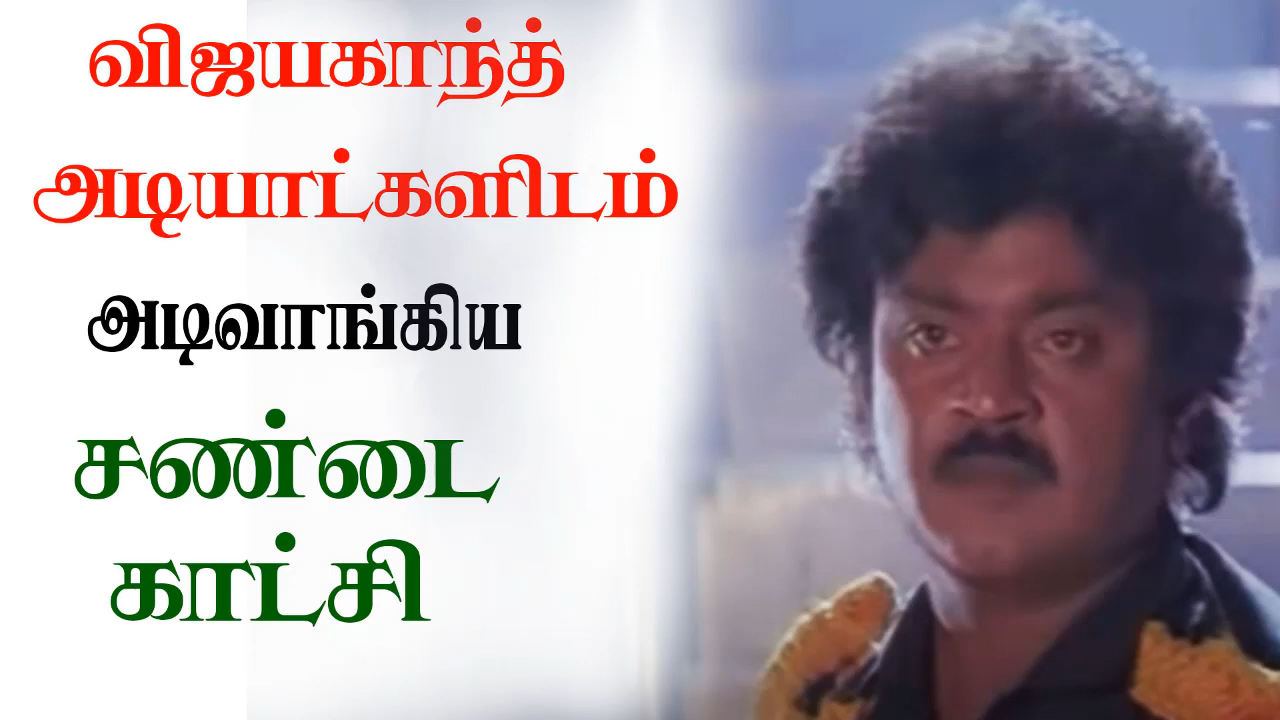 விஜயகாந்த்
அடியாட்களிடம்
அடிவாங்கிய
சண்டை
காட்சி